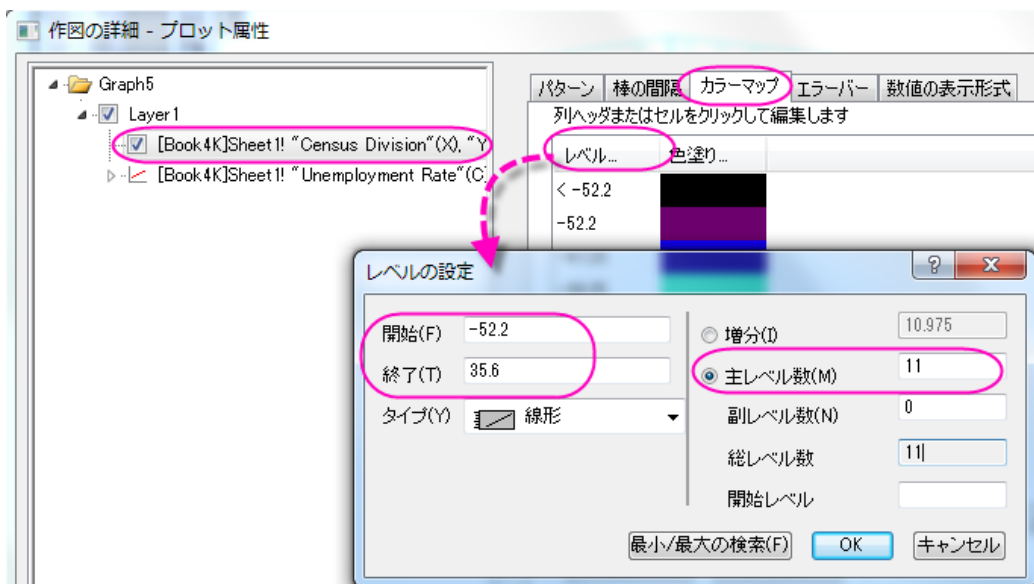 作図の詳細 - プロット属性
Graph5
Layer1
[Book4K]Sheet1! "Census Division"(X), "Y
[Book4K]Sheet1! "Unemployment Rate"(C
パターン 棒の間隔 カラーマップ エラーバー 数値の表示形式
列ヘッダまたはセルをクリックして編集します
レベル... 色塗り...
< -52.2
-52.2
レベルの設定
開始(F) -52.2
終了(T) 35.6
タイプ(Y) 線形
増分(I) 10.975
主レベル数(M) 11
副レベル数(N) 0
総レベル数 11
開始レベル
最小/最大の検索(F) OK キャンセル